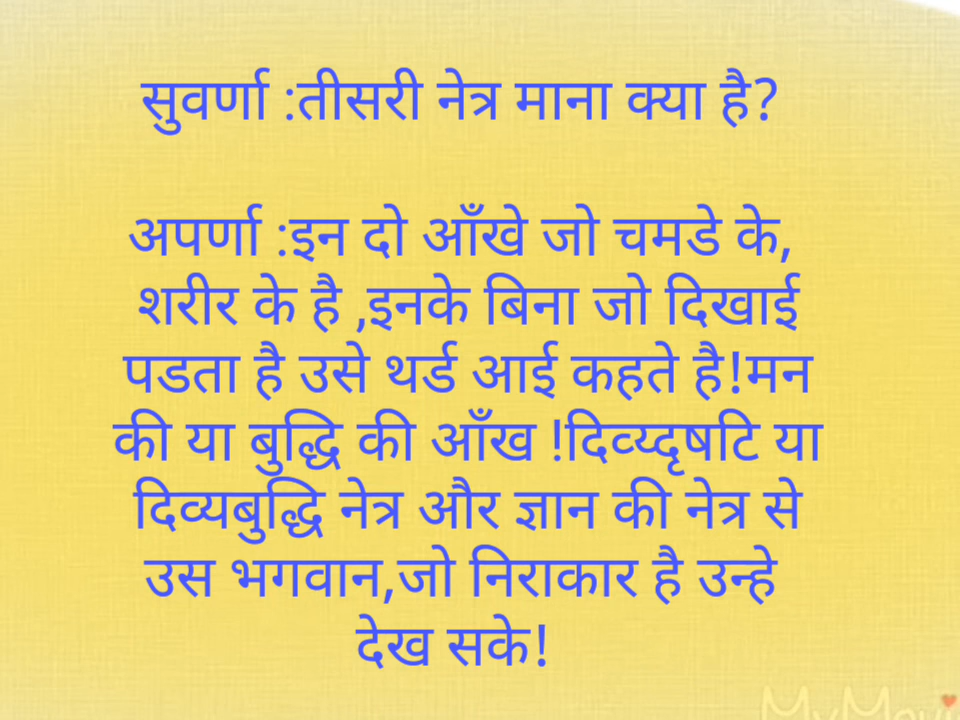 सुवर्णा :तीसरी नेत्र माना क्या है?
अपर्णा :इन दो आँखे जो चमडे के,
शरीर के है ,इनके बिना जो दिखाई
पडता है उसे थर्ड आई कहते है!मन
की या बुद्धि की आँख !दिव्य्दृषटि या
दिव्यबुद्धि नेत्र और ज्ञान की नेत्र से
उस भगवान,जो निराकार है उन्हे
देख सके!